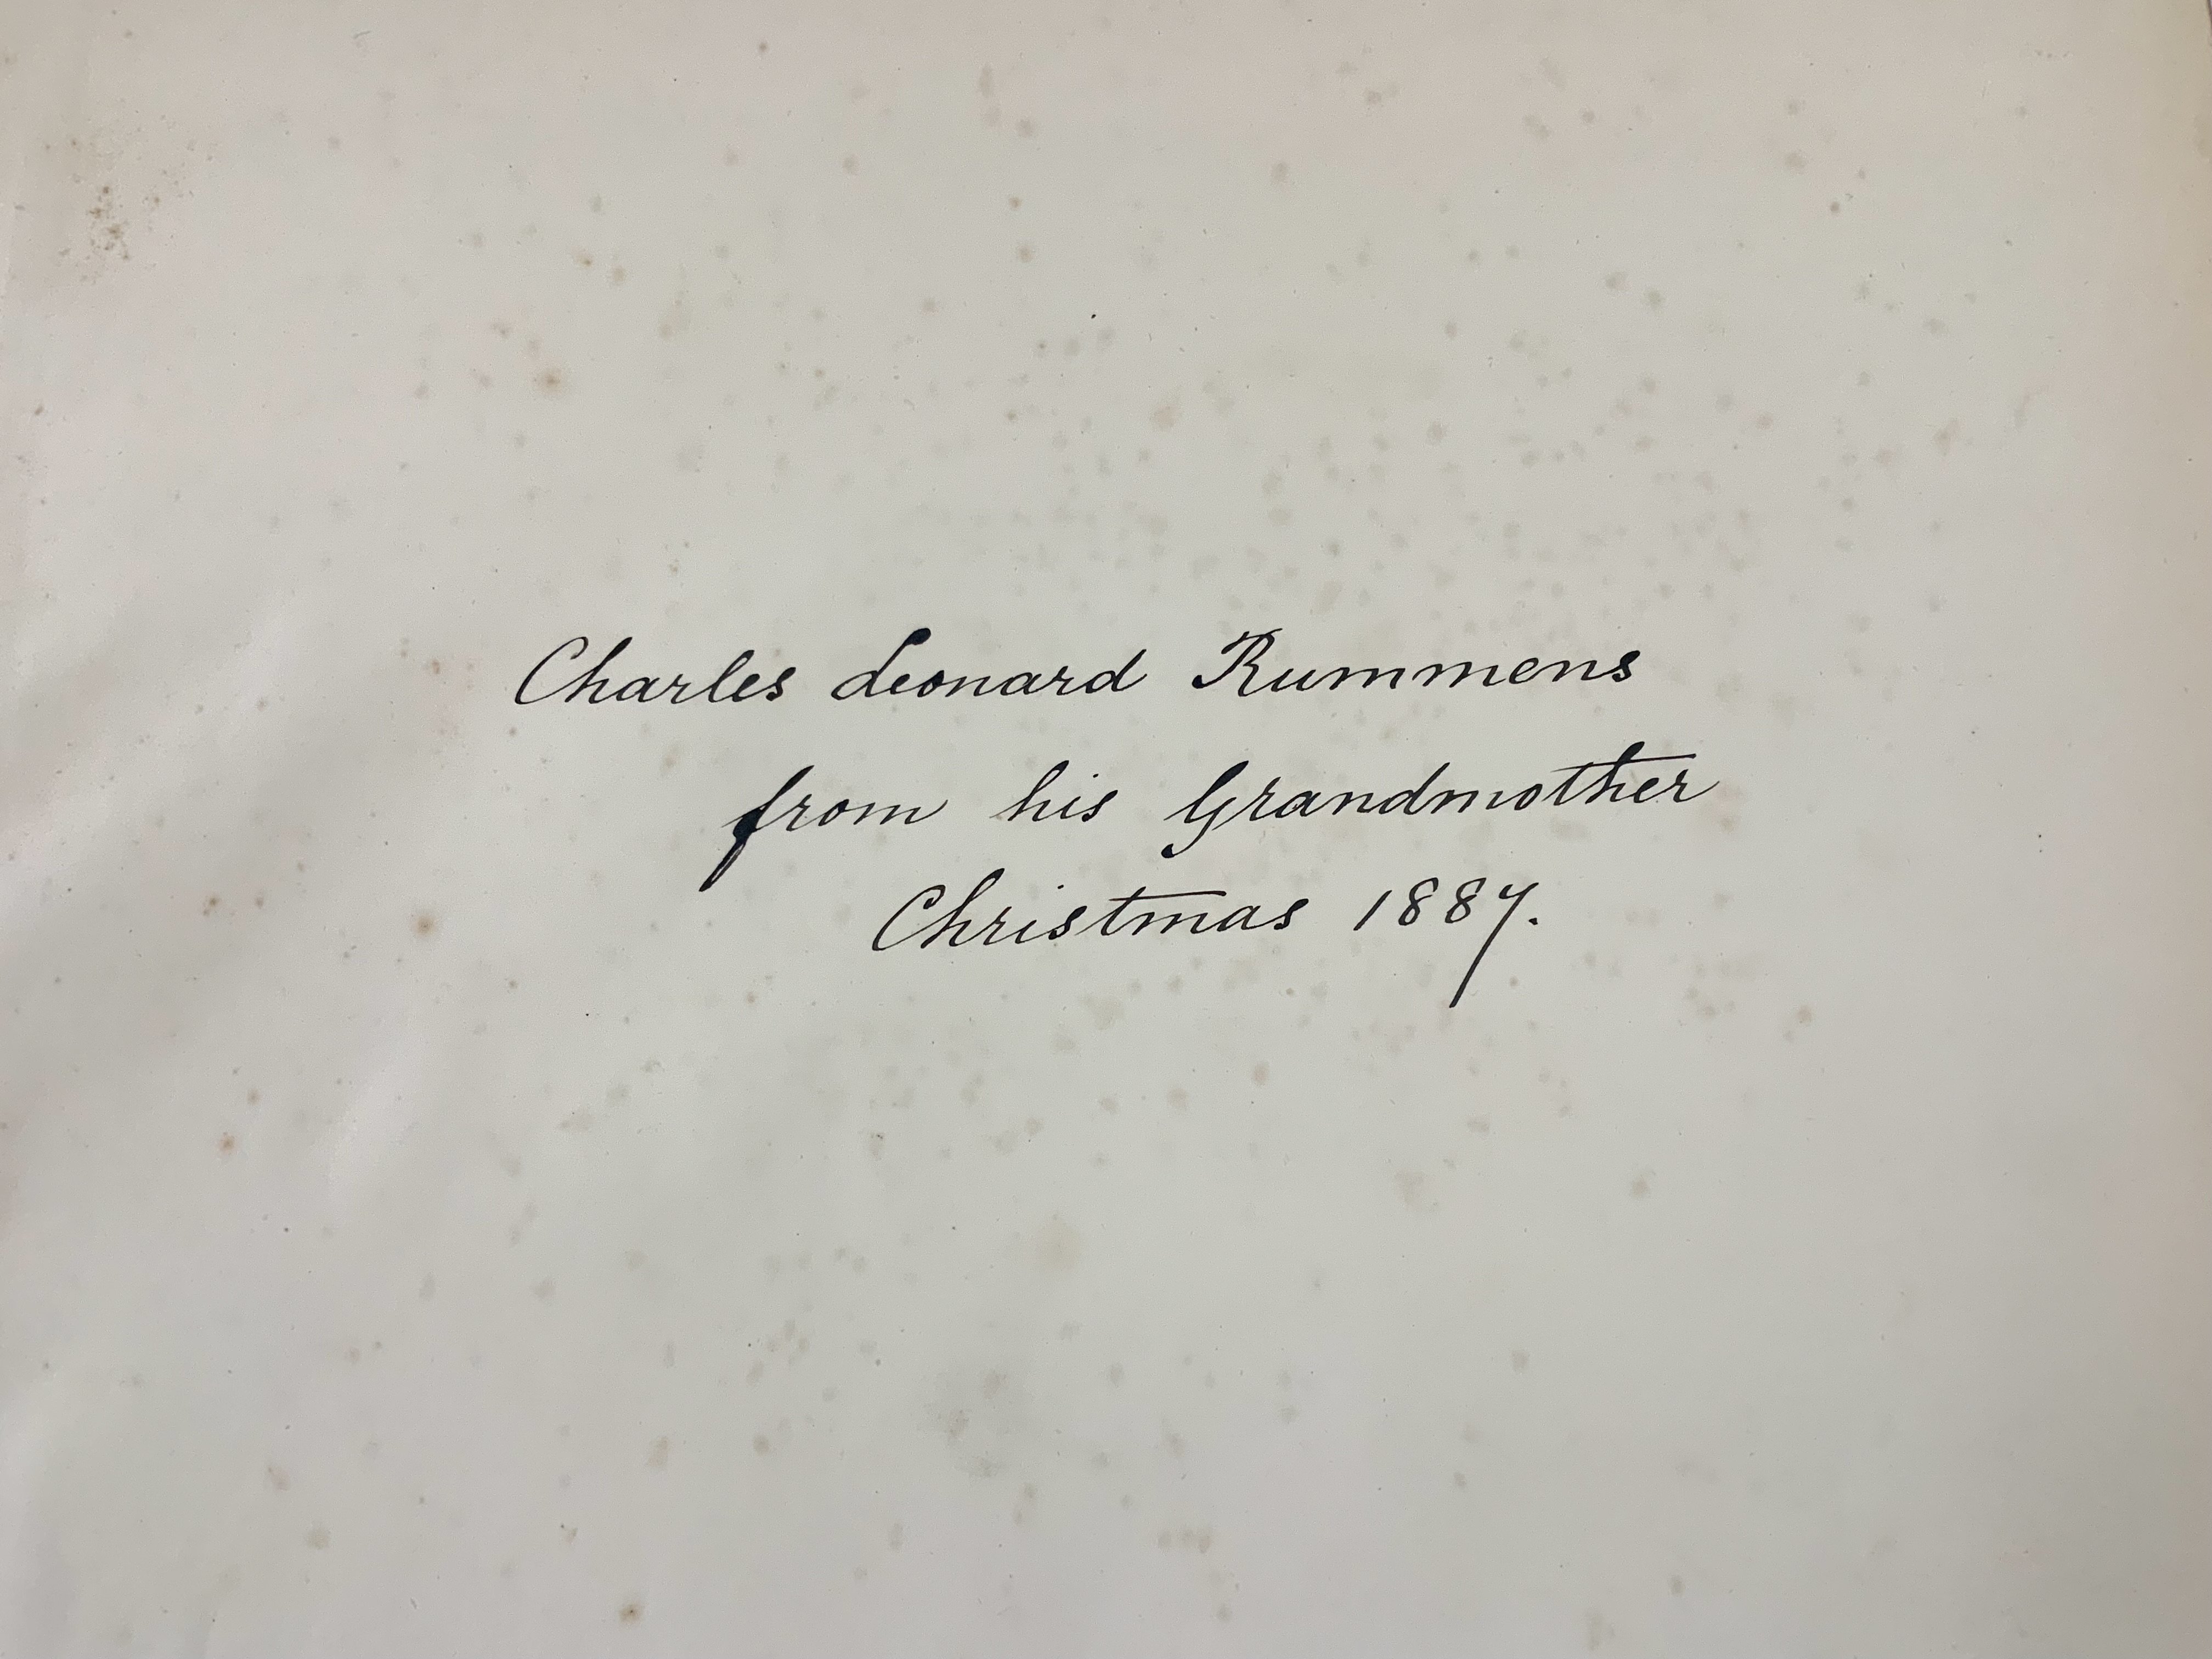 Charles Leonard Rummens
from his Grandmother
Christmas 1887.